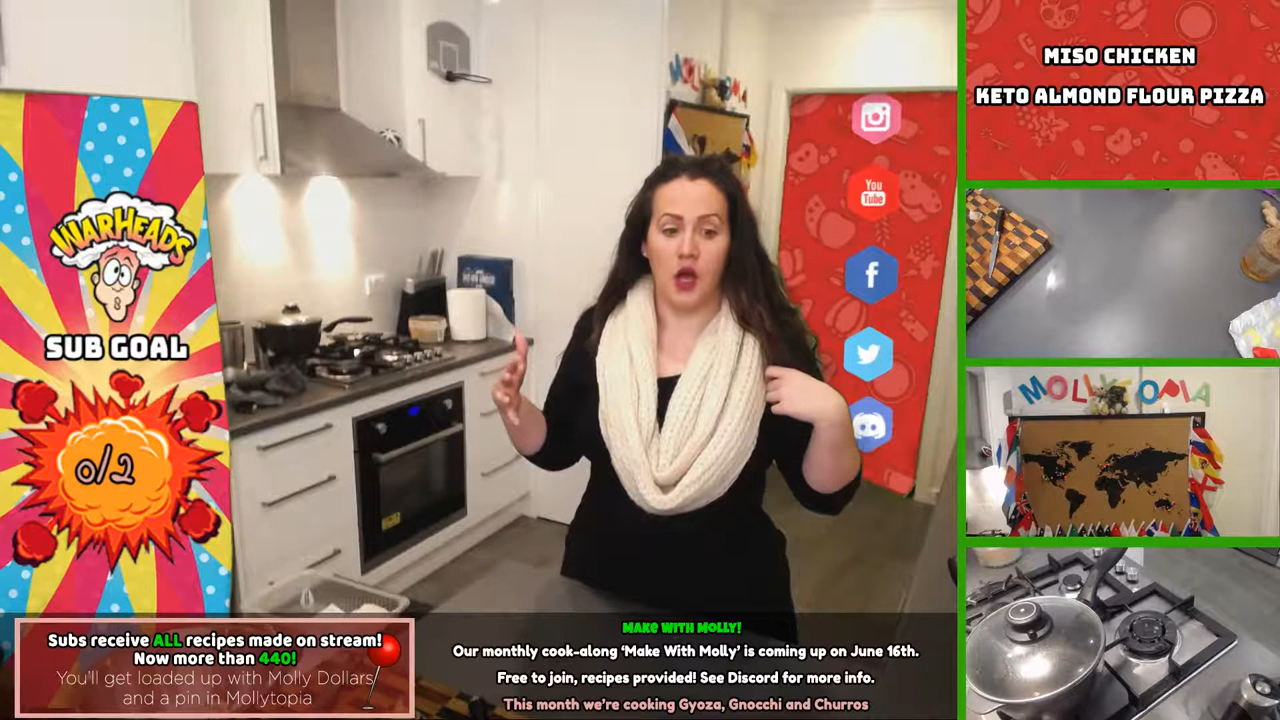 MISO CHICKEN
KETO ALMOND FLOUR PIZZA
WARHEADS
SUB GOAL
0/2
You
Tube
MOLLYTOPIA
Subs receive ALL recipes made on stream!
Now more than 440!
You'll get loaded up with Molly Dollars
and a pin in Mollytopia
MAKE WITH MOLLY!
Our monthly cook-along 'Make With Molly' is coming up on June 16th.
Free to join, recipes provided! See Discord for more info.
This month we're cooking Gyoza, Gnocchi and Churros